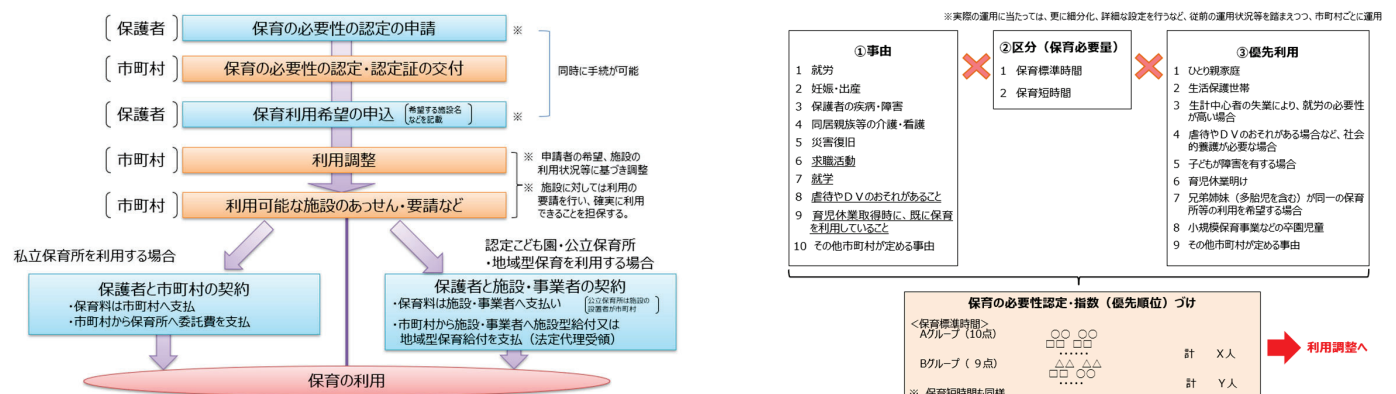 〔保護者〕 保育の必要性の認定の申請 ※
〔市町村〕 保育の必要性の認定・認定証の交付
同時に手続が可能
〔保護者〕 保育利用希望の申込 〔希望する施設名などを記載〕 ※
〔市町村〕 利用調整
※ 申請者の希望、施設の
利用状況等に基づき調整
〔市町村〕 利用可能な施設のあっせん・要請など
※ 施設に対しては利用の
要請を行い、確実に利用
できることを担保する。
私立保育所を利用する場合
保護者と市町村の契約
・保育料は市町村へ支払
・市町村から保育所へ委託費を支払
認定こども園・公立保育所
・地域型保育を利用する場合
保護者と施設・事業者の契約
・保育料は施設・事業者へ支払い 〔公立保育所は施設の設置者が市町村〕
・市町村から施設・事業者へ施設型給付又は
地域型保育給付を支払（法定代理受領）
保育の利用
※実際の運用に当たっては、更に細分化、詳細な設定を行うなど、従前の運用状況等を踏まえつつ、市町村ごとに運用
①事由
1 就労
2 妊娠・出産
3 保護者の疾病・障害
4 同居親族等の介護・看護
5 災害復旧
6 求職活動
7 就学
8 虐待やＤＶのおそれがあること
9 育児休業取得時に、既に保育
を利用していること
10 その他市町村が定める事由
②区分（保育必要量）
1 保育標準時間
2 保育短時間
③優先利用
1 ひとり親家庭
2 生活保護世帯
3 生計中心者の失業により、就労の必要性
が高い場合
4 虐待やＤＶのおそれがある場合など、社会
的養護が必要な場合
5 子どもが障害を有する場合
6 育児休業明け
7 兄弟姉妹（多胎児を含む）が同一の保育
所等の利用を希望する場合
8 小規模保育事業などの卒園児童
9 その他市町村が定める事由
保育の必要性認定・指数（優先順位）づけ
＜保育標準時間＞
Aグループ（10点） ○○ ○○
□□ □□
‥‥‥ 計 X人
Bグループ（ 9点） △△ △△
□□ ○○
‥‥‥ 計 Y人
※ 保育短時間も同様
利用調整へ